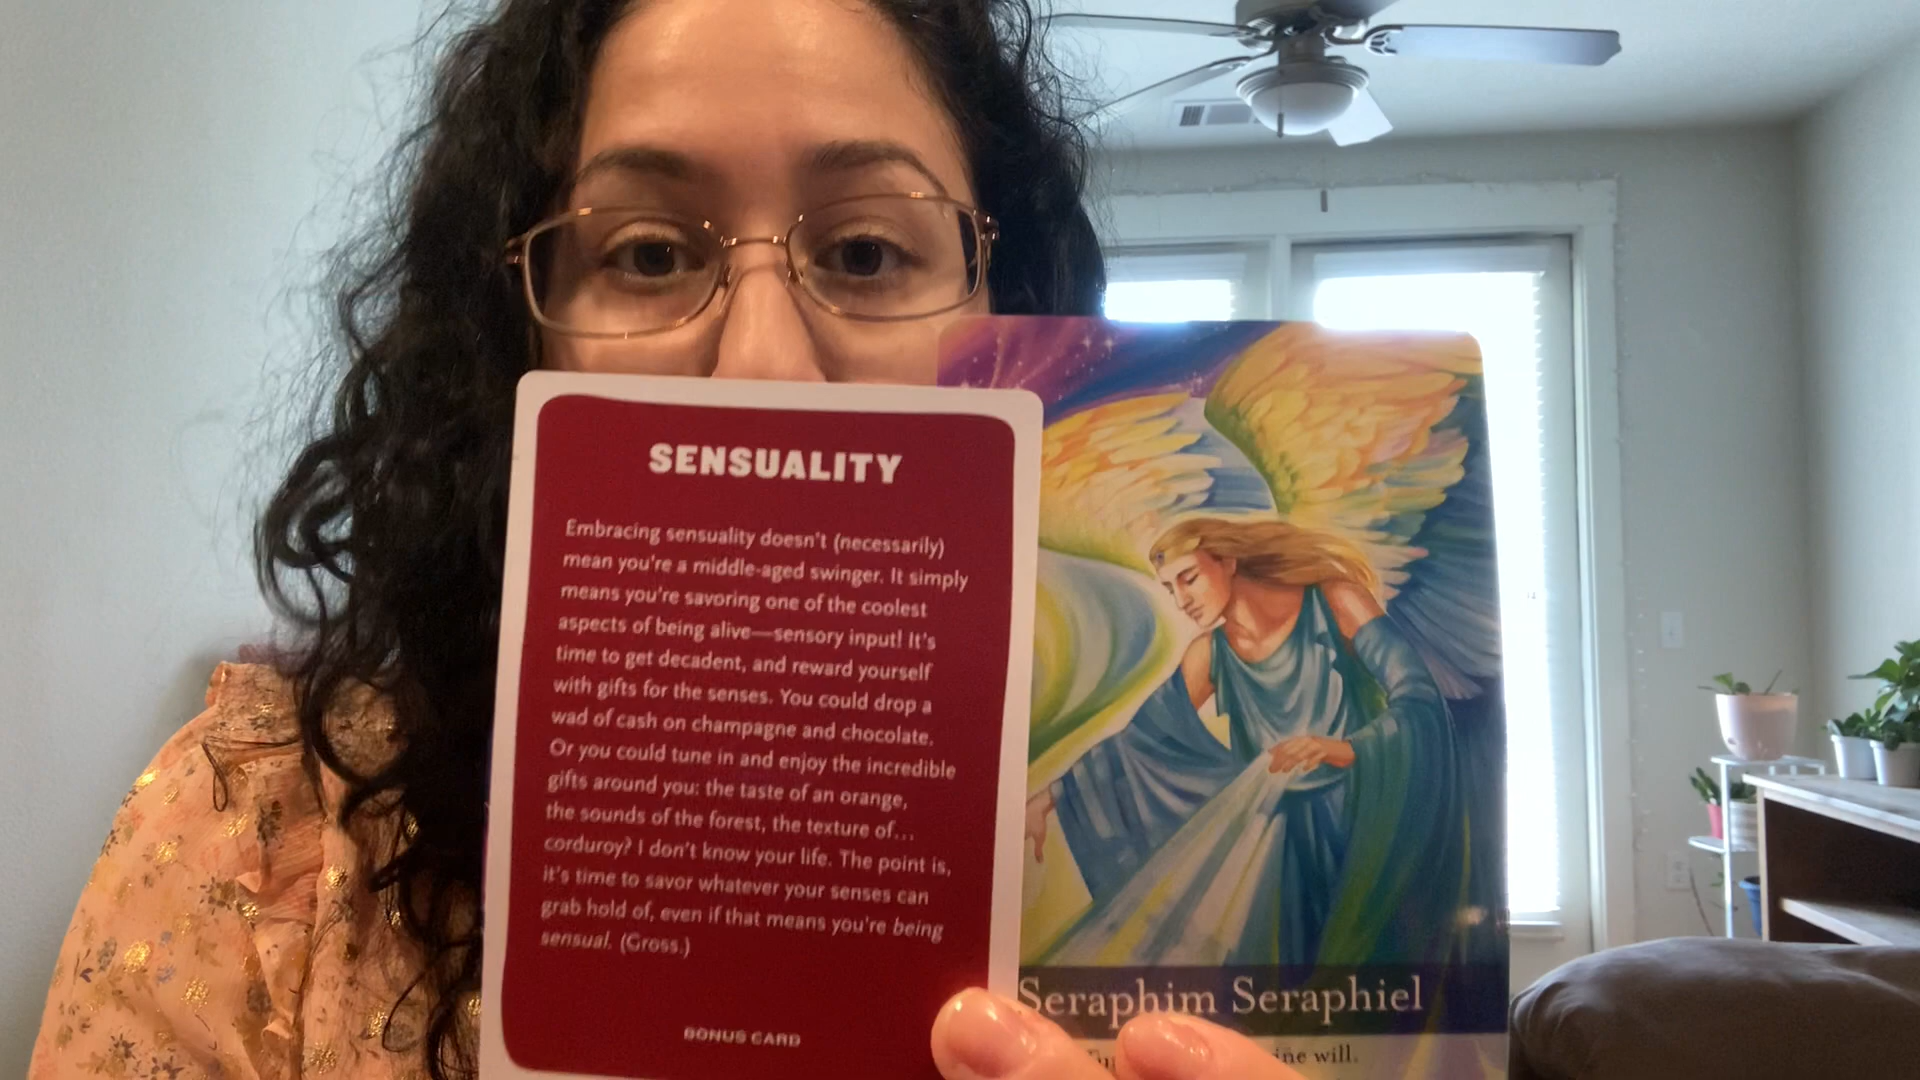 SENSUALITY
Embracing sensuality doesn't (necessarily)
mean you're a middle-aged swinger. It simply
means you're savoring one of the coolest
aspects of being alive—sensory input! It's
time to get decadent, and reward yourself
with gifts for the senses. You could drop a
wad of cash on champagne and chocolate.
Or you could tune in and enjoy the incredible
gifts around you: the taste of an orange,
the sounds of the forest, the texture of...
corduroy? I don't know your life. The point is,
it's time to savor whatever your senses can
grab hold of, even if that means you're being
sensual. (Gross.)
BONUS CARD
Seraphim Seraphiel
will.